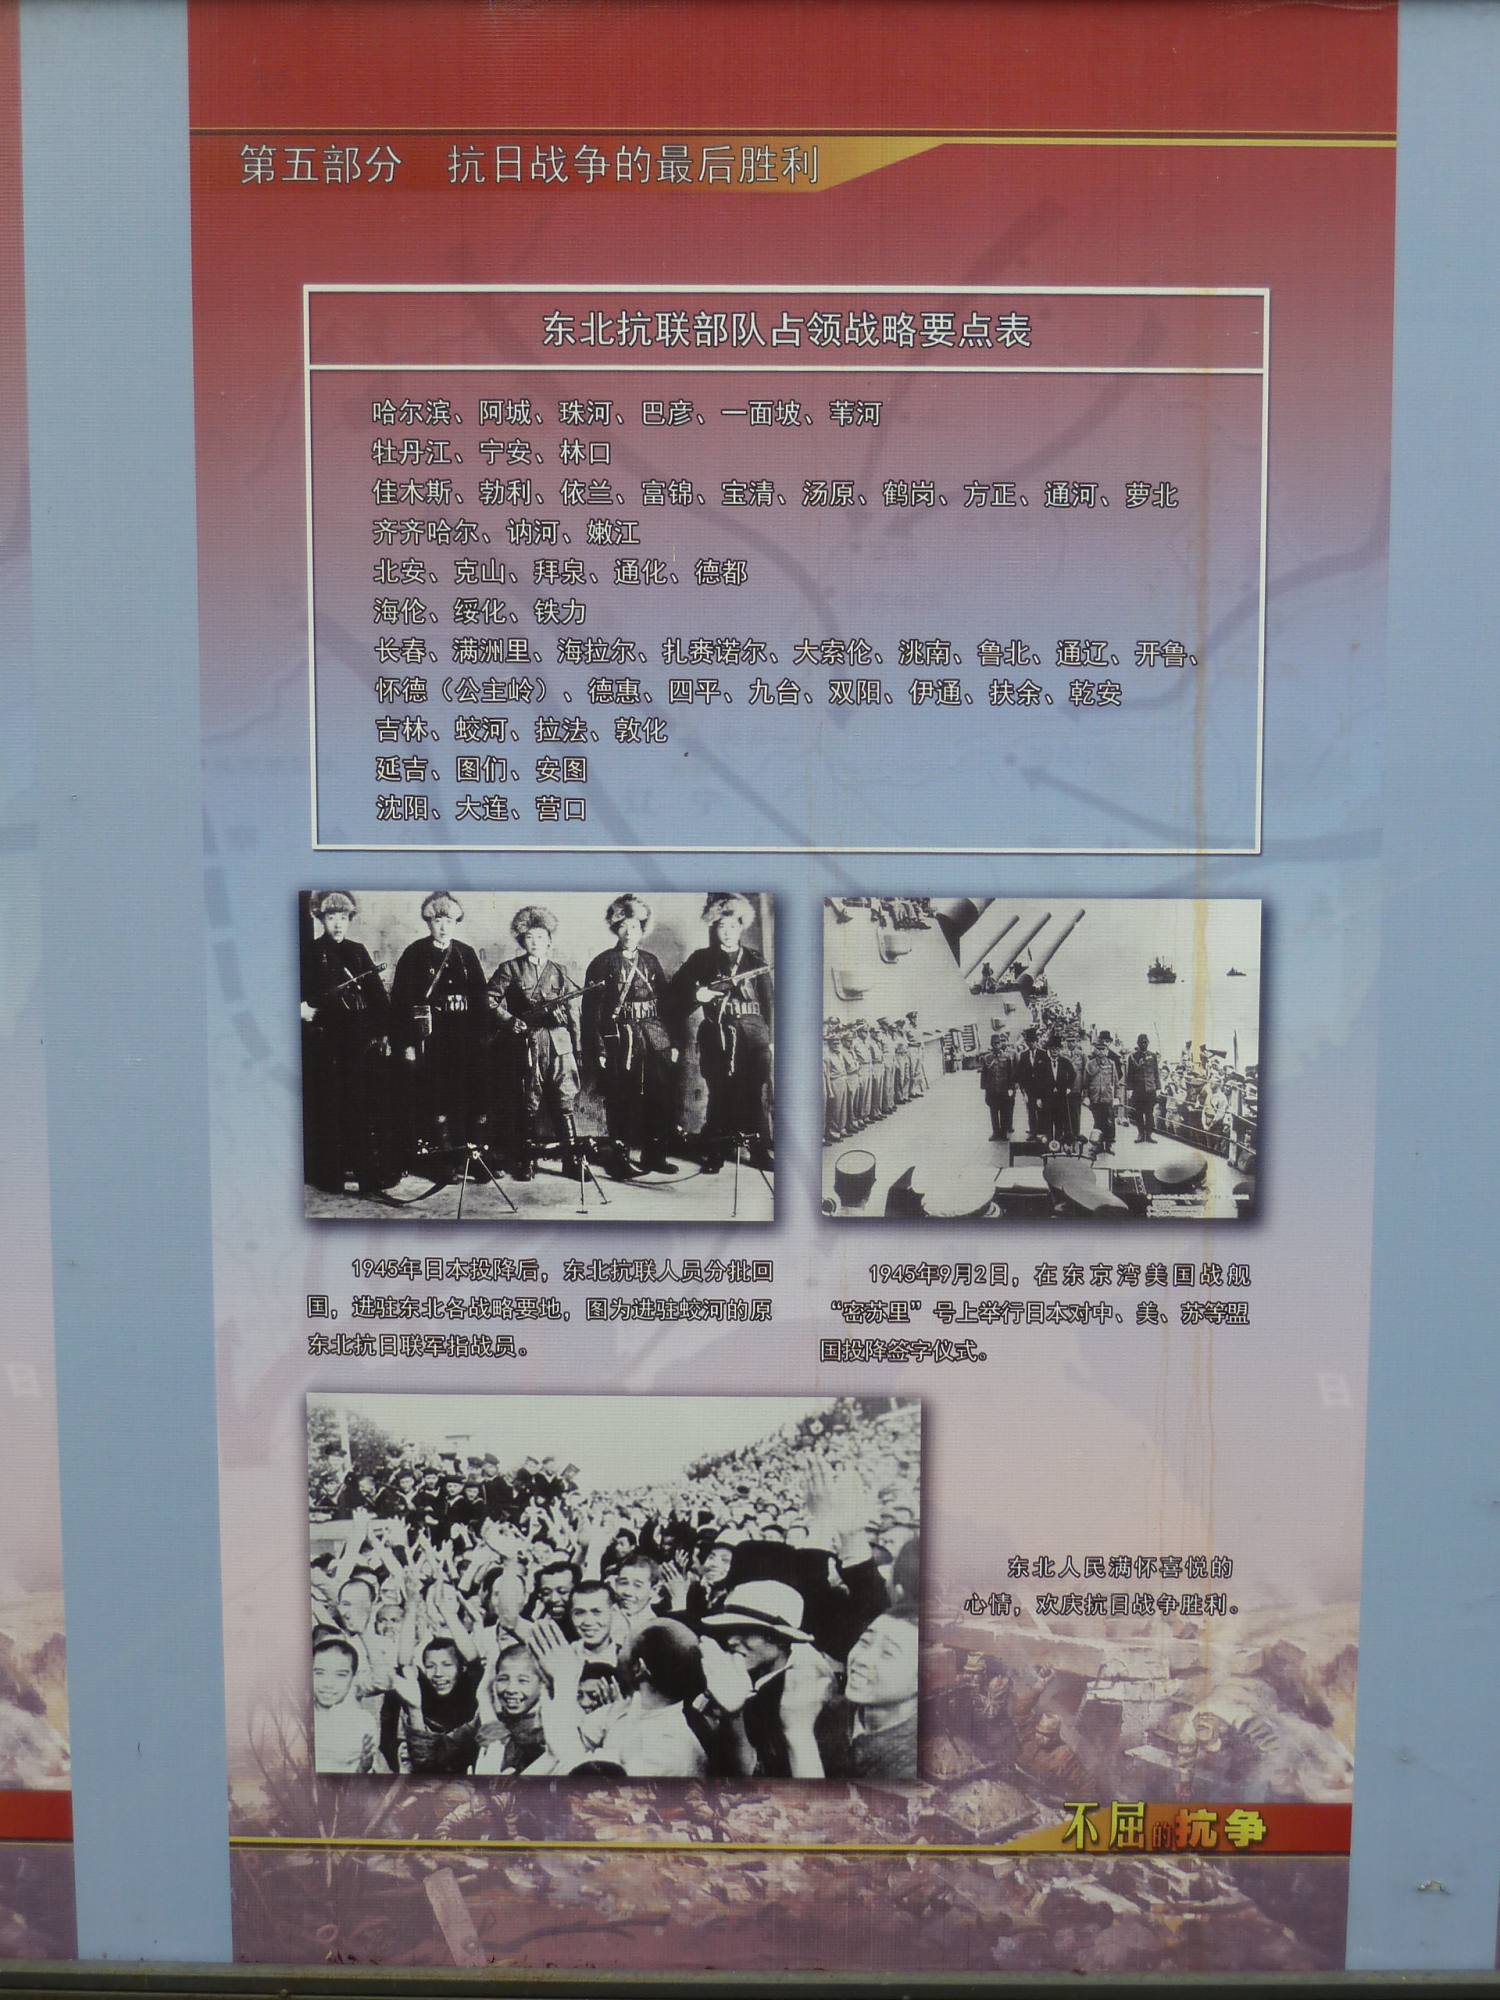 第五部分 抗日战争的最后胜利
东北抗联部队占领战略要点表
哈尔滨、阿城、珠河、巴彦、一面坡、苇河
牡丹江、宁安、林口
佳木斯、勃利、依兰、富锦、宝清、汤原、鹤岗、方正、通河、萝北
齐齐哈尔、讷河、嫩江
北安、克山、拜泉、通化、德都
海伦、绥化、铁力
长春、满洲里、海拉尔、扎赉诺尔、大索伦、洮南、鲁北、通辽、开鲁、
怀德（公主岭）、德惠、四平、九台、双阳、伊通、扶余、乾安
吉林、蛟河、拉法、敦化
延吉、图们、安图
沈阳、大连、营口
1945年日本投降后，东北抗联人员分批回
国，进驻东北各战略要地，图为进驻蛟河的原
东北抗日联军指战员。
1945年9月2日，在东京湾美国战舰
“密苏里”号上举行日本对中、美、苏等盟
国投降签字仪式。
东北人民满怀喜悦的
心情，欢庆抗日战争胜利。
不屈的抗争